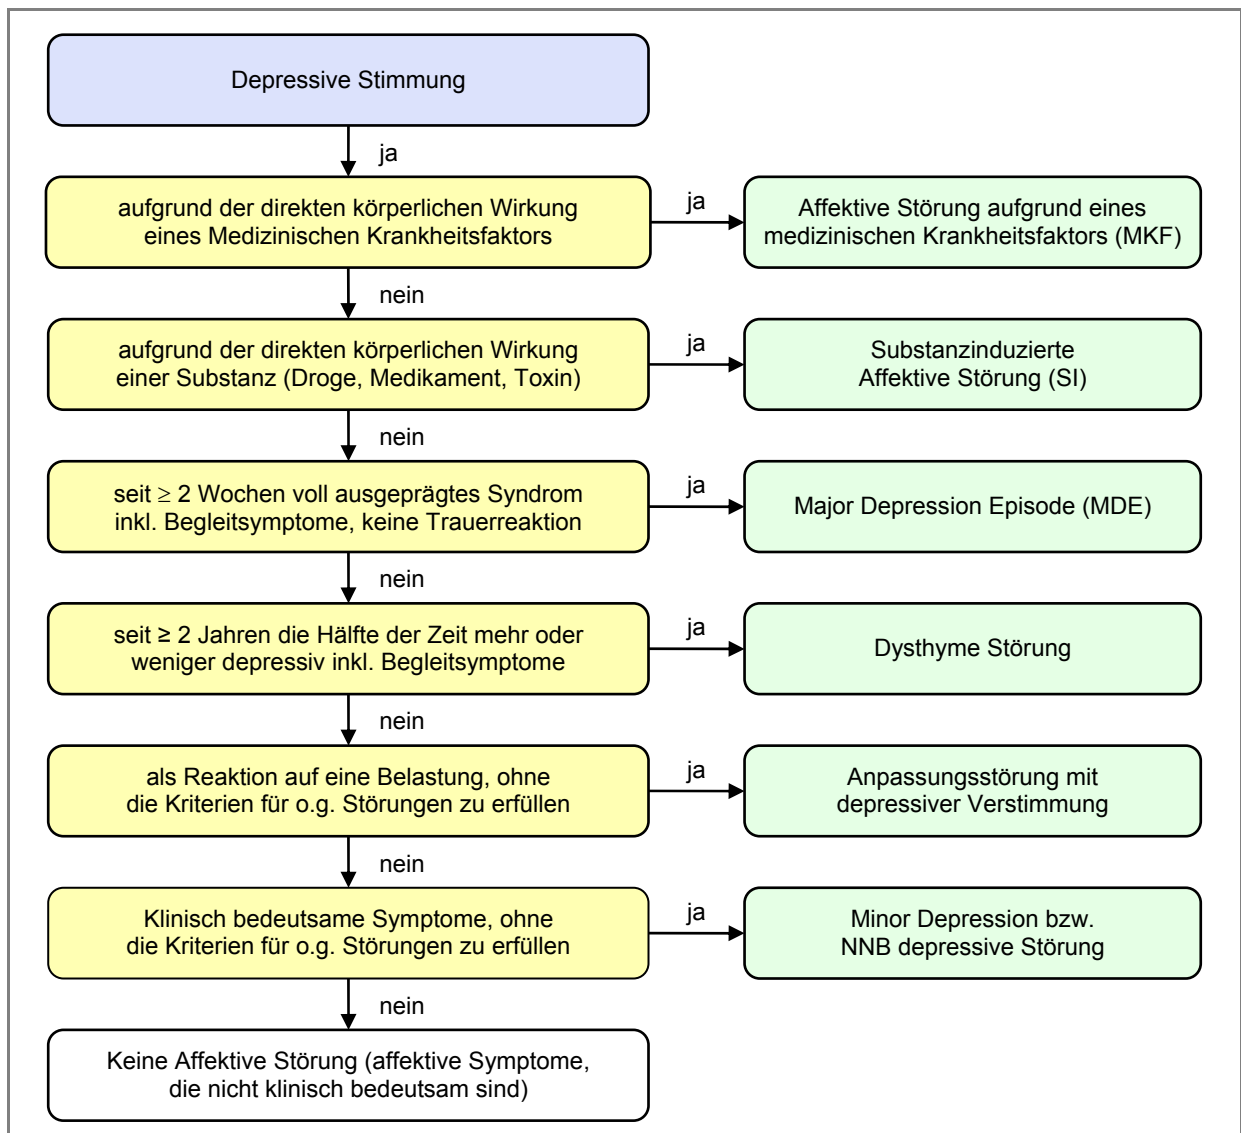 Depressive Stimmung
ja
aufgrund der direkten körperlichen Wirkung
eines Medizinischen Krankheitsfaktors
ja
Affektive Störung aufgrund eines
medizinischen Krankheitsfaktors (MKF)
nein
aufgrund der direkten körperlichen Wirkung
einer Substanz (Droge, Medikament, Toxin)
ja
Substanzinduzierte
Affektive Störung (SI)
nein
seit ≥ 2 Wochen voll ausgeprägtes Syndrom
inkl. Begleitsymptome, keine Trauerreaktion
ja
Major Depression Episode (MDE)
nein
seit ≥ 2 Jahren die Hälfte der Zeit mehr oder
weniger depressiv inkl. Begleitsymptome
ja
Dysthyme Störung
nein
als Reaktion auf eine Belastung, ohne
die Kriterien für o.g. Störungen zu erfüllen
ja
Anpassungsstörung mit
depressiver Verstimmung
nein
Klinisch bedeutsame Symptome, ohne
die Kriterien für o.g. Störungen zu erfüllen
ja
Minor Depression bzw.
NNB depressive Störung
nein
Keine Affektive Störung (affektive Symptome,
die nicht klinisch bedeutsam sind)